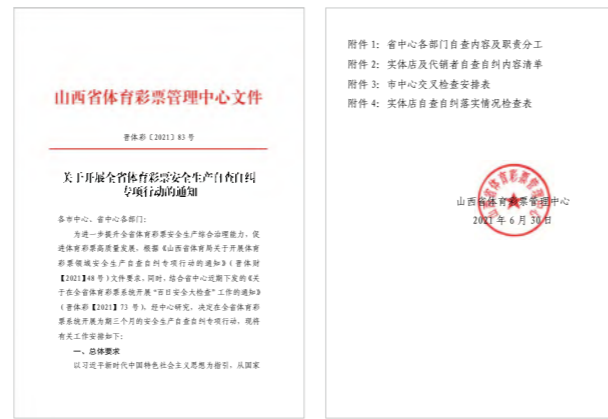 山西省体育彩票管理中心文件
晋体彩〔2021〕83 号
关于开展全省体育彩票安全生产自查自纠
专项行动的通知
各市中心、省中心各部门：
为进一步提升全省体育彩票安全生产综合治理能力，促
进体育彩票高质量发展，根据《山西省体育局关于开展体育
彩票领域安全生产自查自纠专项行动的通知》（晋体财
【2021】48 号）文件要求，同时，结合省中心近期下发的《关
于在全省体育彩票系统开展“百日安全大检查”工作的通知》
（晋体彩【2021】73 号），经中心研究，决定在全省体育彩
票系统开展为期三个月的安全生产自查自纠专项行动，现将
有关工作安排如下：
一、总体要求
以习近平新时代中国特色社会主义思想为指引，从国家
附件 1：省中心各部门自查内容及职责分工
附件 2：实体店及代销者自查自纠内容清单
附件 3：市中心交叉检查安排表
附件 4：实体店自查自纠落实情况检查表
山西省体育彩票管理中心
山西省体育彩票管理中心
2021 年 6 月 30 日